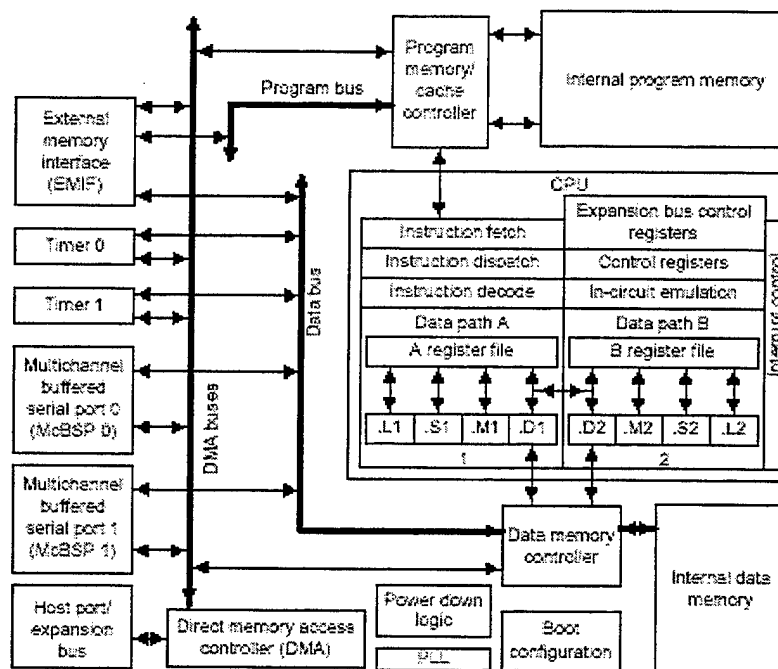 Program
memory/
cache
controller
Internal program memory
Program bus
External
memory
interface
(EMIF)
CPU
Instruction fetch
Instruction dispatch
Instruction decode
Expansion bus control
registers
Control registers
In-circuit emulation
Interrupt control
Timer 0
Timer 1
Data bus
DMA buses
Data path A
A register file
Data path B
B register file
.L1 .S1 .M1 .D1
.D2 .M2 .S2 .L2
1
2
Multichannel
buffered
serial port 0
(McBSP 0)
Multichannel
buffered
serial port 1
(McBSP 1)
Data memory
controller
Internal data
memory
Host port/
expansion
bus
Direct memory access
controller (DMA)
Power down
logic
PLL
Boot
configuration